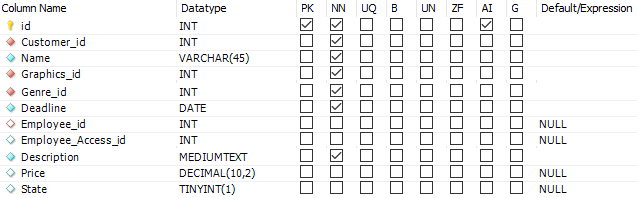 Column Name Datatype PK NN UQ B UN ZF AI G Default/Expression
id INT
Customer_id INT
Name VARCHAR(45)
Graphics_id INT
Genre_id INT
Deadline DATE
Employee_id INT NULL
Employee_Access_id INT NULL
Description MEDIUMTEXT
Price DECIMAL(10,2) NULL
State TINYINT(1) NULL